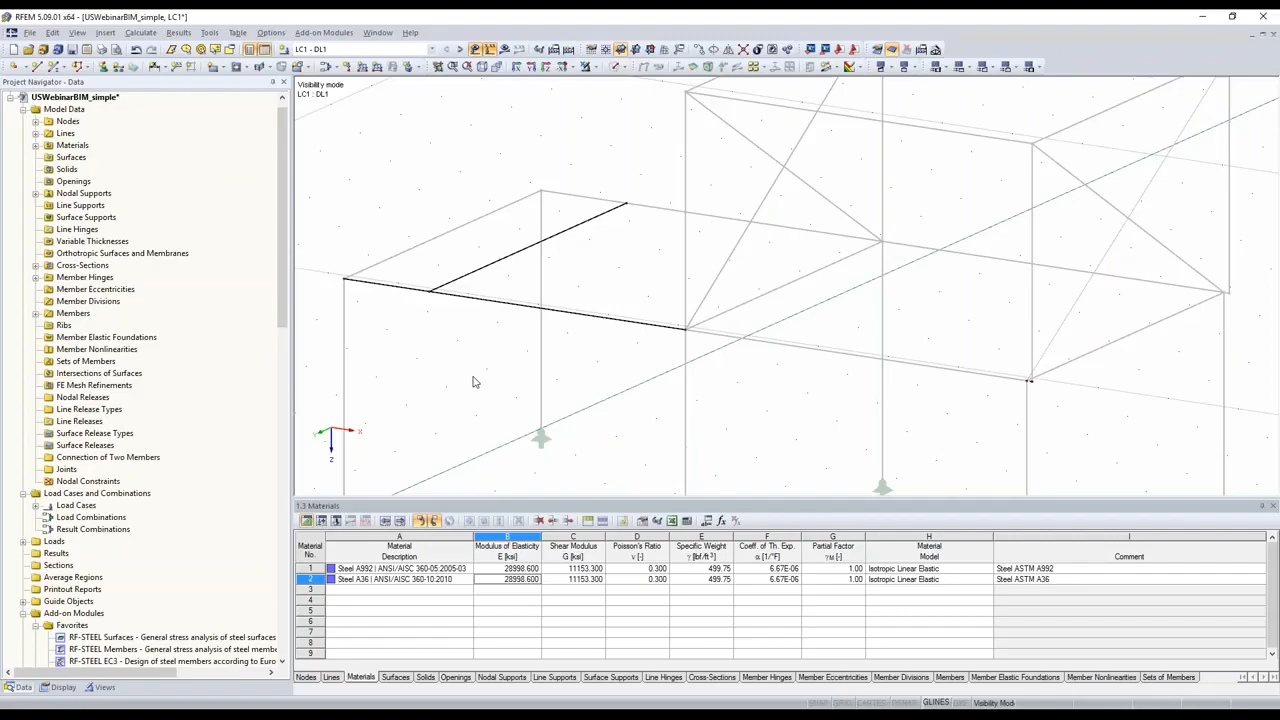 RFEM 5.09.01 x64 - [USWebinarBIM_simple, LC1*]
File Edit View Insert Calculate Results Tools Table Options Add-on Modules Window Help
LC1 - DL1
Project Navigator - Data
USWebinarBIM_simple*
Model Data
Nodes
Lines
Materials
Surfaces
Solids
Openings
Nodal Supports
Line Supports
Surface Supports
Line Hinges
Variable Thicknesses
Orthotropic Surfaces and Membranes
Cross-Sections
Member Hinges
Member Eccentricities
Member Divisions
Members
Ribs
Member Elastic Foundations
Member Nonlinearities
Sets of Members
Intersections of Surfaces
FE Mesh Refinements
Nodal Releases
Line Release Types
Line Releases
Surface Release Types
Surface Releases
Connection of Two Members
Joints
Nodal Constraints
Load Cases and Combinations
Load Cases
Load Combinations
Result Combinations
Loads
Results
Sections
Average Regions
Printout Reports
Guide Objects
Add-on Modules
Favorites
RF-STEEL Surfaces - General stress analysis of steel surfaces
RF-STEEL Members - General stress analysis of steel membe
RF-STEEL EC3 - Design of steel members according to Euro
Data Display Views
Visibility mode
LC1 : DL1
X
Y
Z
1.3 Materials
A B C D E F G H I
Material No. Material Description Modulus of Elasticity E [ksi] Shear Modulus G [ksi] Poisson's Ratio ν [-] Specific Weight γ [lbf/ft³] Coeff. of Th. Exp. α [1/°F] Partial Factor γM [-] Material Model Comment
1 Steel A992 | ANSI/AISC 360-05:2005-03 28998.600 11153.300 0.300 499.75 6.67E-06 1.00 Isotropic Linear Elastic Steel ASTM A992
2 Steel A36 | ANSI/AISC 360-10:2010 28998.600 11153.300 0.300 499.75 6.67E-06 1.00 Isotropic Linear Elastic Steel ASTM A36
3
4
5
6
7
8
9
Nodes Lines Materials Surfaces Solids Openings Nodal Supports Line Supports Surface Supports Line Hinges Cross-Sections Member Hinges Member Eccentricities Member Divisions Members Member Elastic Foundations Member Nonlinearities Sets of Members
SNAP GRID CARTES OSNAP GLINES DXF Visibility Mod